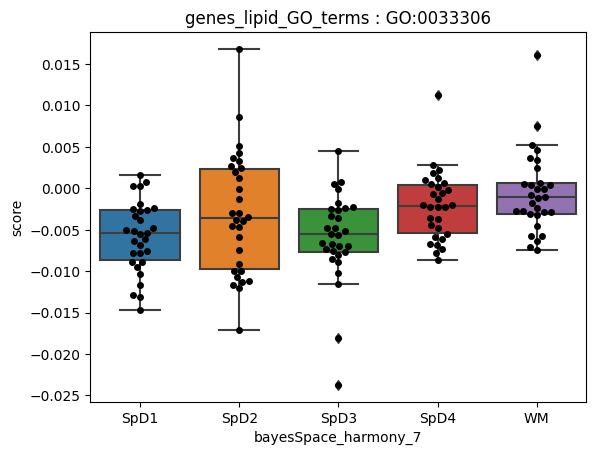 genes_lipid_GO_terms : GO:0033306
0.015
0.010
0.005
0.000
−0.005
−0.010
−0.015
−0.020
−0.025
score
SpD1 SpD2 SpD3 SpD4 WM
bayesSpace_harmony_7